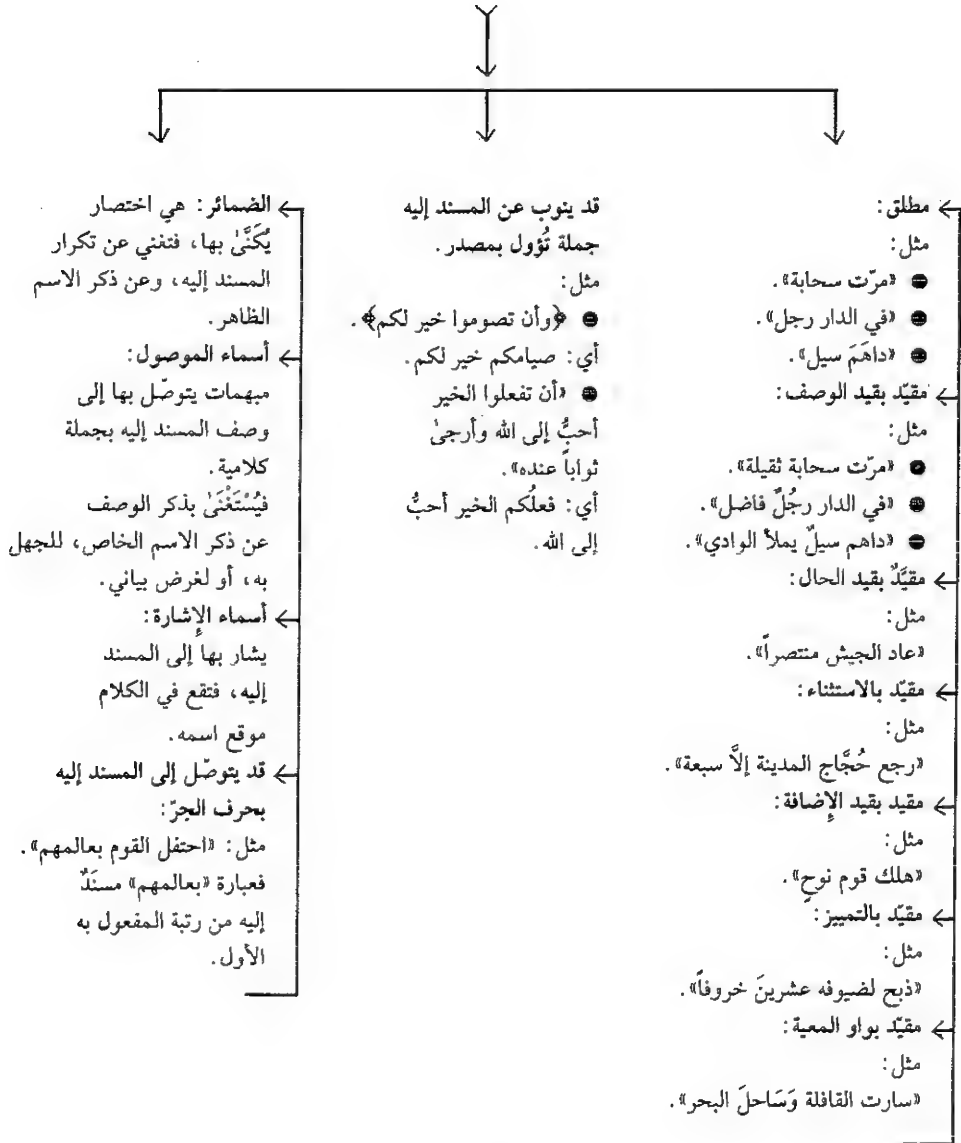 مطلق:
مثل:
● «مرّت سحابة».
● «في الدار رجل».
● «داهَمَ سيل».
مقيّد بقيد الوصف:
مثل:
● «مرّت سحابة ثقيلة».
● «في الدار رجُلٌ فاضل».
● «داهم سيلٌ يملأ الوادي».
مقيَّدٌ بقيد الحال:
مثل:
«عاد الجيش منتصراً».
مقيّد بالاستثناء:
مثل:
«رجع حُجَّاج المدينة إلاَّ سبعة».
مقيد بقيد الإِضافة:
مثل:
«هلك قوم نوحٍ».
مقيّد بالتمييز:
مثل:
«ذبح لضيوفه عشرينَ خروفاً».
مقيّد بواو المعية:
مثل:
«سارت القافلة وَسَاحلَ البحر».
قد ينوب عن المسند إليه
جملة تُؤول بمصدر.
مثل:
● ﴿وأن تصوموا خير لكم﴾.
أي: صيامكم خير لكم.
● «أن تفعلوا الخير
أحبُّ إلى الله وأرجىٰ
ثواباً عنده».
أي: فعلُكم الخير أحبُّ
إلى الله.
الضمائر: هي اختصار
يُكَنَّىٰ بها، فتغني عن تكرار
المسند إليه، وعن ذكر الاسم
الظاهر.
أسماء الموصول:
مبهمات يتوصّل بها إلى
وصف المسند إليه بجملة
كلامية.
فيُسْتَغْنَىٰ بذكر الوصف
عن ذكر الاسم الخاص، للجهل
به، أو لغرض بياني.
أسماء الإِشارة:
يشار بها إلى المسند
إليه، فتقع في الكلام
موقع اسمه.
قد يتوصّل إلى المسند إليه
بحرف الجرّ:
مثل: «احتفل القوم بعالمهم».
فعبارة «بعالمهم» مسنَدٌ
إليه من رتبة المفعول به
الأول.